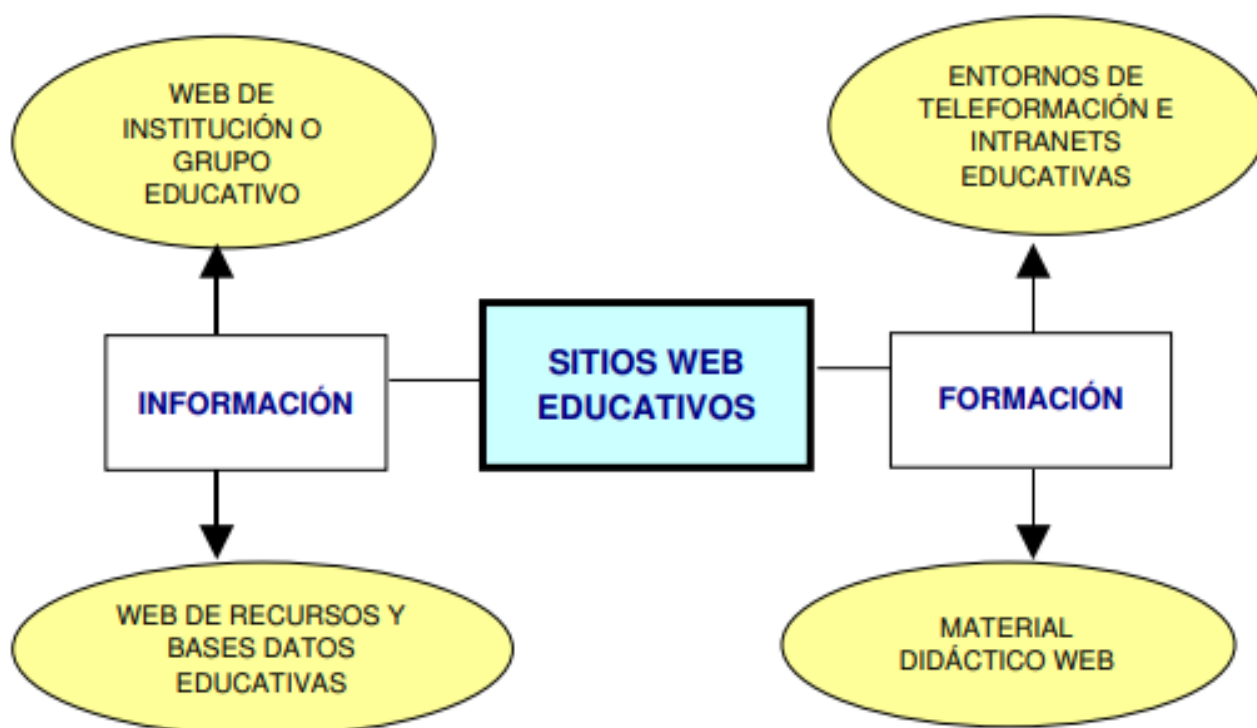 WEB DE
INSTITUCIÓN O
GRUPO
EDUCATIVO
ENTORNOS DE
TELEFORMACIÓN E
INTRANETS
EDUCATIVAS
INFORMACIÓN
SITIOS WEB
EDUCATIVOS
FORMACIÓN
WEB DE RECURSOS Y
BASES DATOS
EDUCATIVAS
MATERIAL
DIDÁCTICO WEB